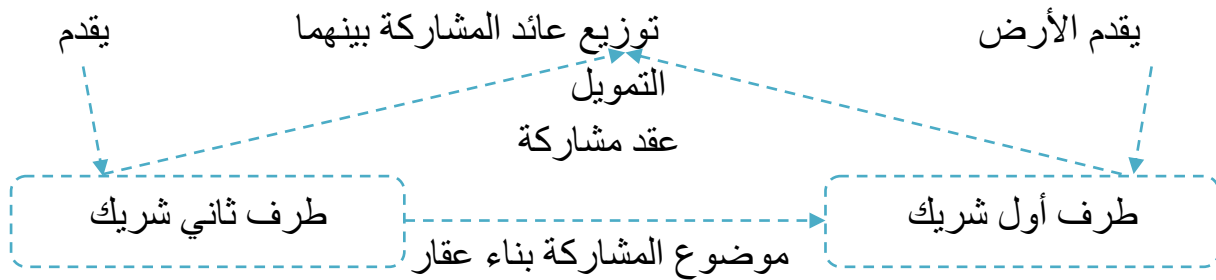 يقدم الأرض توزيع عائد المشاركة بينهما يقدم
التمويل
عقد مشاركة
طرف أول شريك طرف ثاني شريك
موضوع المشاركة بناء عقار